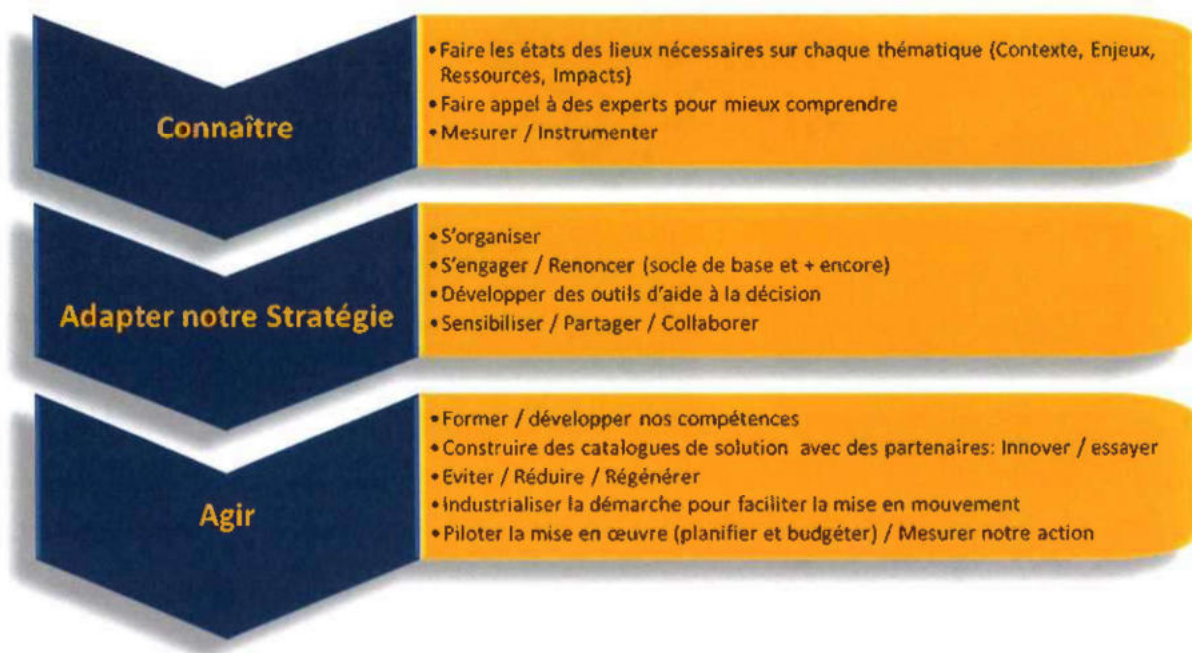 Connaître
• Faire les états des lieux nécessaires sur chaque thématique (Contexte, Enjeux,
Ressources, Impacts)
• Faire appel à des experts pour mieux comprendre
• Mesurer / Instrumenter
Adapter notre Stratégie
• S'organiser
• S'engager / Renoncer (socle de base et + encore)
• Développer des outils d'aide à la décision
• Sensibiliser / Partager / Collaborer
Agir
• Former / développer nos compétences
• Construire des catalogues de solution avec des partenaires: Innover / essayer
• Eviter / Réduire / Régénérer
• Industrialiser la démarche pour faciliter la mise en mouvement
• Piloter la mise en œuvre (planifier et budgéter) / Mesurer notre action